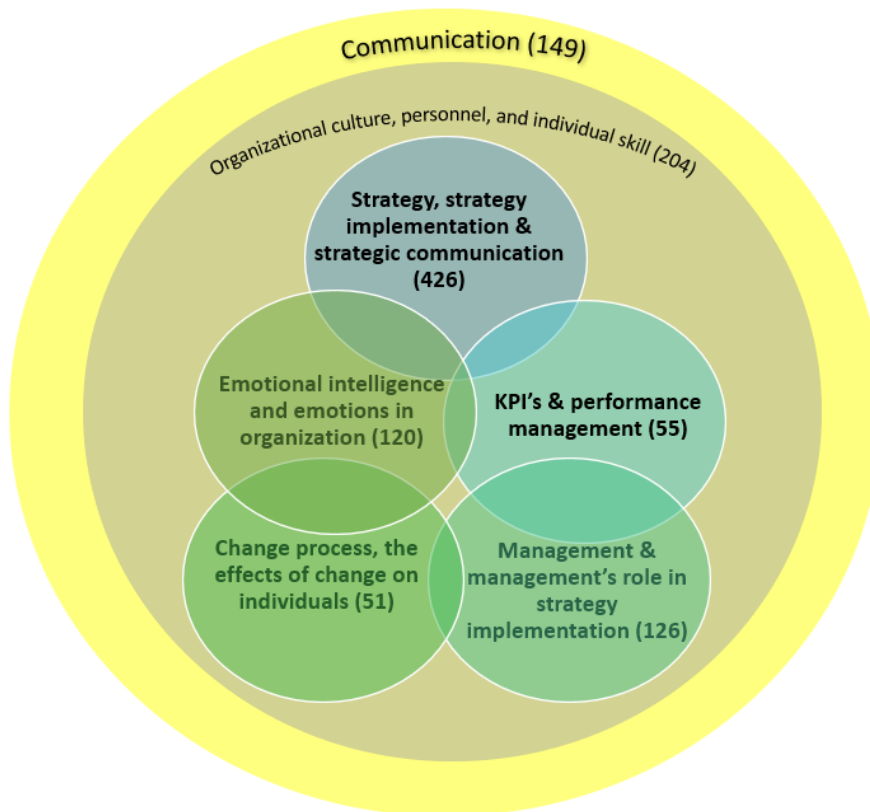 Communication (149)
Organizational culture, personnel, and individual skill (204)
Strategy, strategy
implementation &
strategic communication
(426)
Emotional intelligence
and emotions in
organization (120)
KPI's & performance
management (55)
Change process, the
effects of change on
individuals (51)
Management &
management's role in
strategy
implementation (126)